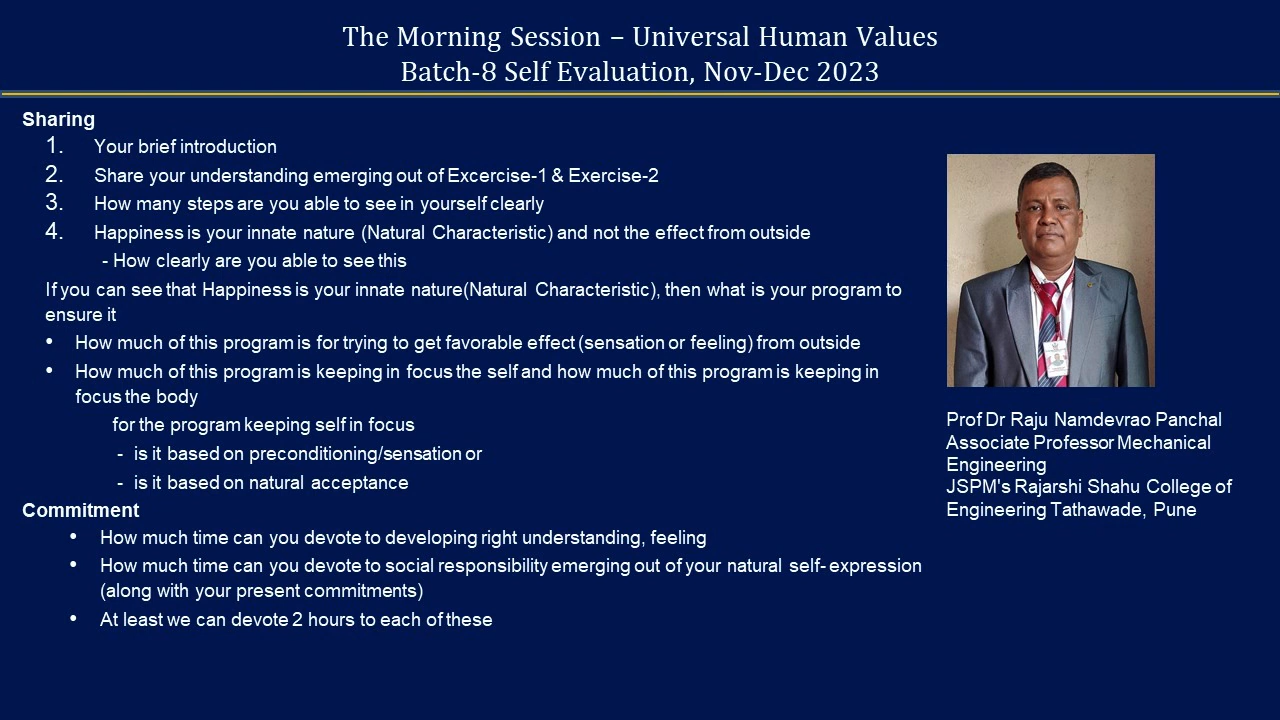 The Morning Session – Universal Human Values
Batch-8 Self Evaluation, Nov-Dec 2023
Sharing
1. Your brief introduction
2. Share your understanding emerging out of Excercise-1 & Exercise-2
3. How many steps are you able to see in yourself clearly
4. Happiness is your innate nature (Natural Characteristic) and not the effect from outside
- How clearly are you able to see this
If you can see that Happiness is your innate nature(Natural Characteristic), then what is your program to
ensure it
• How much of this program is for trying to get favorable effect (sensation or feeling) from outside
• How much of this program is keeping in focus the self and how much of this program is keeping in
focus the body
for the program keeping self in focus
- is it based on preconditioning/sensation or
- is it based on natural acceptance
Commitment
• How much time can you devote to developing right understanding, feeling
• How much time can you devote to social responsibility emerging out of your natural self-expression
(along with your present commitments)
• At least we can devote 2 hours to each of these
Prof Dr Raju Namdevrao Panchal
Associate Professor Mechanical
Engineering
JSPM's Rajarshi Shahu College of
Engineering Tathawade, Pune